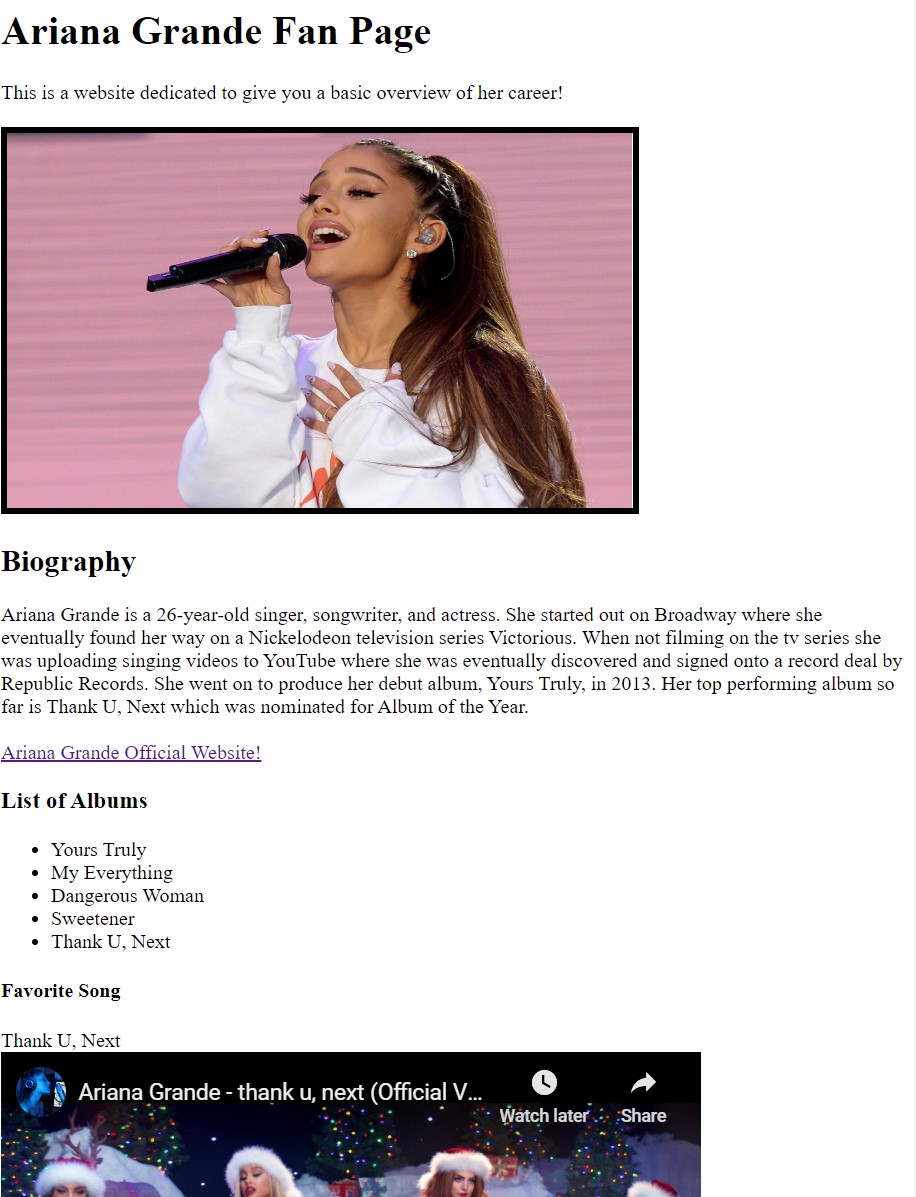 Ariana Grande Fan Page
This is a website dedicated to give you a basic overview of her career!
Biography
Ariana Grande is a 26-year-old singer, songwriter, and actress. She started out on Broadway where she
eventually found her way on a Nickelodeon television series Victorious. When not filming on the tv series she
was uploading singing videos to YouTube where she was eventually discovered and signed onto a record deal by
Republic Records. She went on to produce her debut album, Yours Truly, in 2013. Her top performing album so
far is Thank U, Next which was nominated for Album of the Year.
Ariana Grande Official Website!
List of Albums
• Yours Truly
• My Everything
• Dangerous Woman
• Sweetener
• Thank U, Next
Favorite Song
Thank U, Next
Ariana Grande - thank u, next (Official V...
Watch later
Share